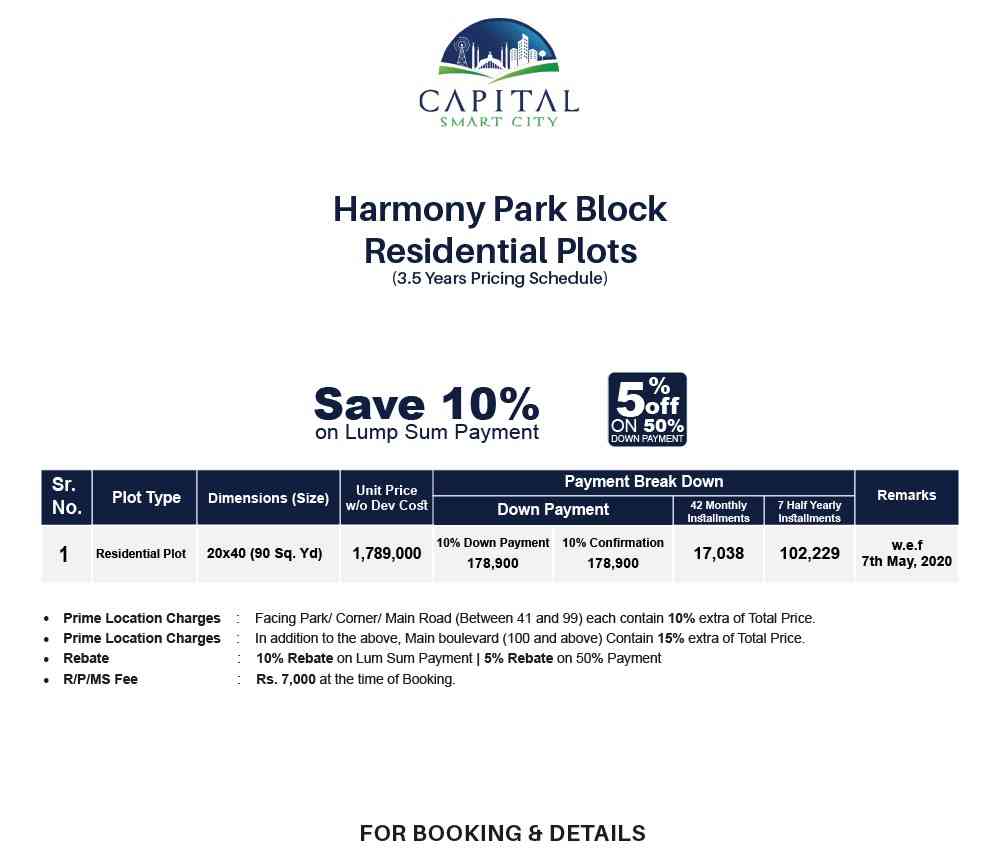 CAPITAL
SMART CITY
Harmony Park Block
Residential Plots
(3.5 Years Pricing Schedule)
Save 10%
on Lump Sum Payment
5% off
ON 50%
DOWN PAYMENT
Sr. No.
Plot Type
Dimensions (Size)
Unit Price
w/o Dev Cost
Payment Break Down
Down Payment
42 Monthly
Installments
7 Half Yearly
Installments
Remarks
1
Residential Plot
20x40 (90 Sq. Yd)
1,789,000
10% Down Payment
178,900
10% Confirmation
178,900
17,038
102,229
w.e.f
7th May, 2020
• Prime Location Charges : Facing Park/ Corner/ Main Road (Between 41 and 99) each contain 10% extra of Total Price.
• Prime Location Charges : In addition to the above, Main boulevard (100 and above) Contain 15% extra of Total Price.
• Rebate : 10% Rebate on Lum Sum Payment | 5% Rebate on 50% Payment
• R/P/MS Fee : Rs. 7,000 at the time of Booking.
FOR BOOKING & DETAILS